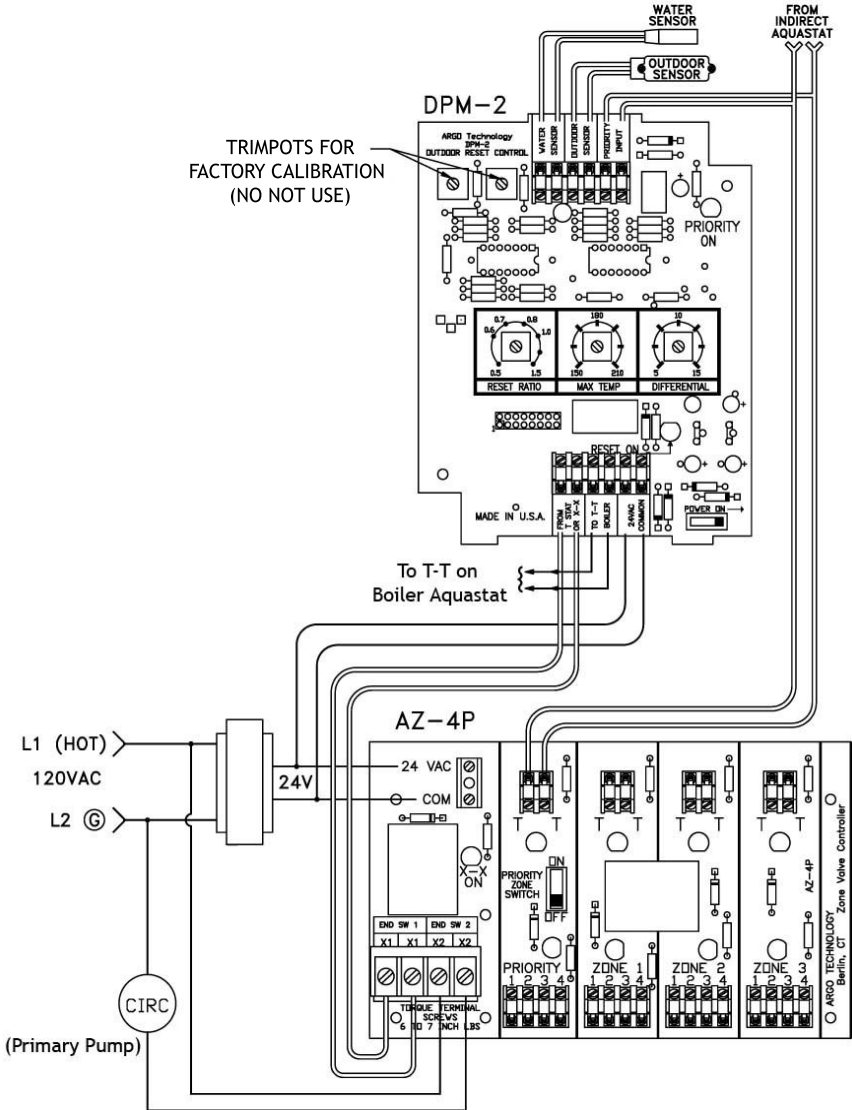 WATER
SENSOR
FROM
INDIRECT
AQUASTAT
OUTDOOR
SENSOR
DPM-2
TRIMPOTS FOR
FACTORY CALIBRATION
(NO NOT USE)
ARGO Technology
DPM-2
OUTDOOR RESET CONTROL
WATER
SENSOR
OUTDOOR
SENSOR
PRIORITY
INPUT
PRIORITY
ON
0.5
0.6
0.7
0.8
1.0
1.5
RESET RATIO
150
180
210
MAX TEMP
5
10
15
DIFFERENTIAL
RESET ON
MADE IN U.S.A.
FROM
T STAT
OR X-X
TO T-T
BOILER
24VAC
COMMON
POWER ON
To T-T on
Boiler Aquastat
AZ-4P
L1 (HOT)
120VAC
L2 G
24V
24 VAC
COM
X-X
ON
END SW 1 END SW 2
X1 X1 X2 X2
TORQUE TERMINAL
SCREWS
6 TO 7 INCH LBS
CIRC
(Primary Pump)
T T
PRIORITY
ZONE
SWITCH
ON
OFF
PRIORITY
1 2 3 4
T T
ZONE 1
1 2 3 4
T T
ZONE 2
1 2 3 4
T T
ZONE 3
1 2 3 4
AZ-4P
ARGO TECHNOLOGY
Berlin, CT Zone Valve Controller